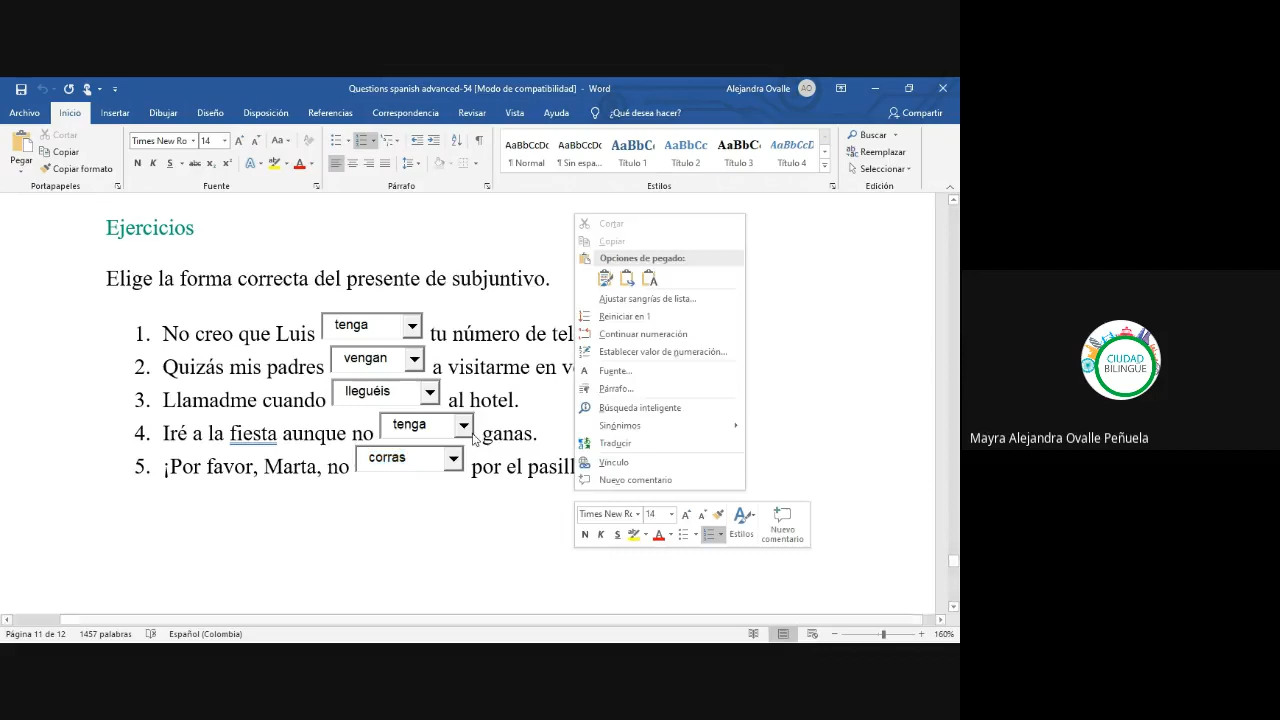 Questions spanish advanced-54 [Modo de compatibilidad] - Word
Alejandra Ovalle AO
Archivo Inicio Insertar Dibujar Diseño Disposición Referencias Correspondencia Revisar Vista Ayuda ¿Qué desea hacer? Compartir
Pegar
Cortar
Copiar
Copiar formato
Portapapeles
Times New Ro 14
Fuente
Párrafo
AaBbCcDc AaBbCcDc AaBbC( AaBbCc AaBbC AaBbCcD
¶ Normal ¶ Sin espa... Título 1 Título 2 Título 3 Título 4
Estilos
Buscar
Reemplazar
Seleccionar
Edición
Ejercicios
Elige la forma correcta del presente de subjuntivo.
1. No creo que Luis tenga tu número de tel
2. Quizás mis padres vengan a visitarme en v
3. Llamadme cuando lleguéis al hotel.
4. Iré a la fiesta aunque no tenga ganas.
5. ¡Por favor, Marta, no corras por el pasill
Cortar
Copiar
Opciones de pegado:
Ajustar sangrías de lista...
Reiniciar en 1
Continuar numeración
Establecer valor de numeración...
Fuente...
Párrafo...
Búsqueda inteligente
Sinónimos
Traducir
Vínculo
Nuevo comentario
Times New Rc 14
N K S
Estilos
Nuevo comentario
Página 11 de 12 1457 palabras Español (Colombia) 160%
CIUDAD
BILINGÜE
Mayra Alejandra Ovalle Peñuela